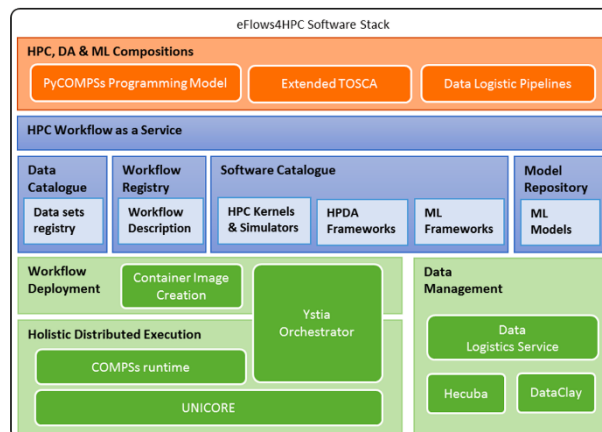 eFlows4HPC Software Stack
HPC, DA & ML Compositions
PyCOMPSs Programming Model
Extended TOSCA
Data Logistic Pipelines
HPC Workflow as a Service
Data
Catalogue
Data sets
registry
Workflow
Registry
Workflow
Description
Software Catalogue
HPC Kernels
& Simulators
HPDA
Frameworks
ML
Frameworks
Model
Repository
ML
Models
Workflow
Deployment
Container Image
Creation
Ystia
Orchestrator
Holistic Distributed Execution
COMPSs runtime
UNICORE
Data
Management
Data
Logistics Service
Hecuba
DataClay